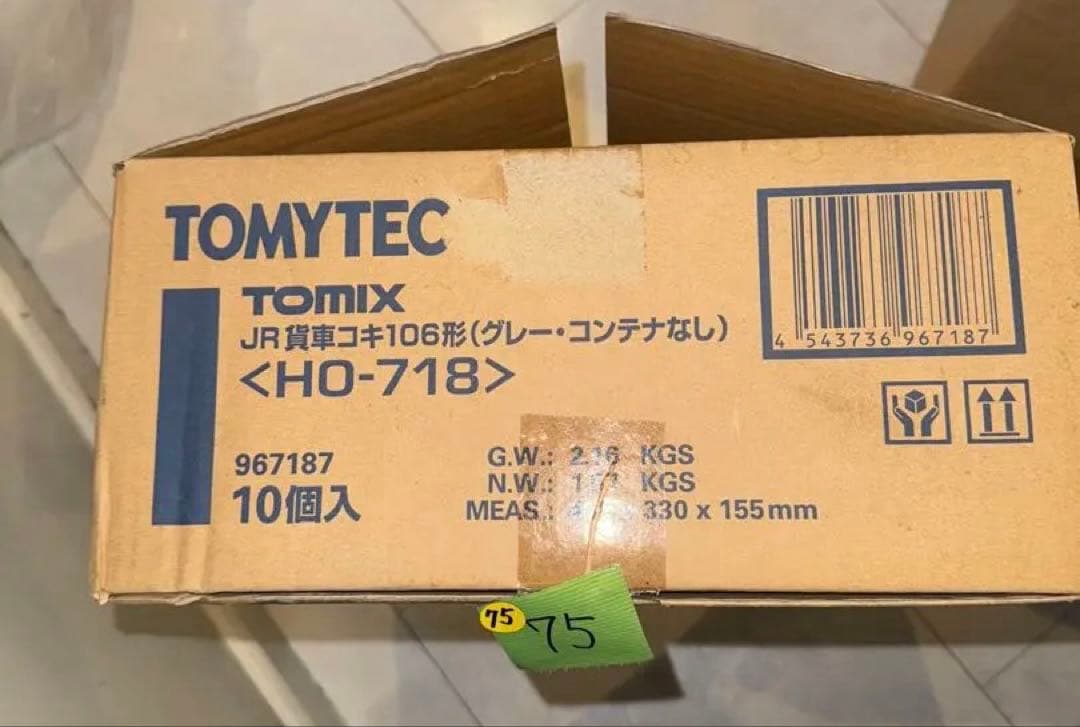 TOMYTEC
TOMIX
JR貨車コキ106形(グレー・コンテナなし)
<HO-718>
4 543736 967187
967187
10個入
G.W.: 2.16 KGS
N.W.: KGS
MEAS.: 330 x 155mm
75
75